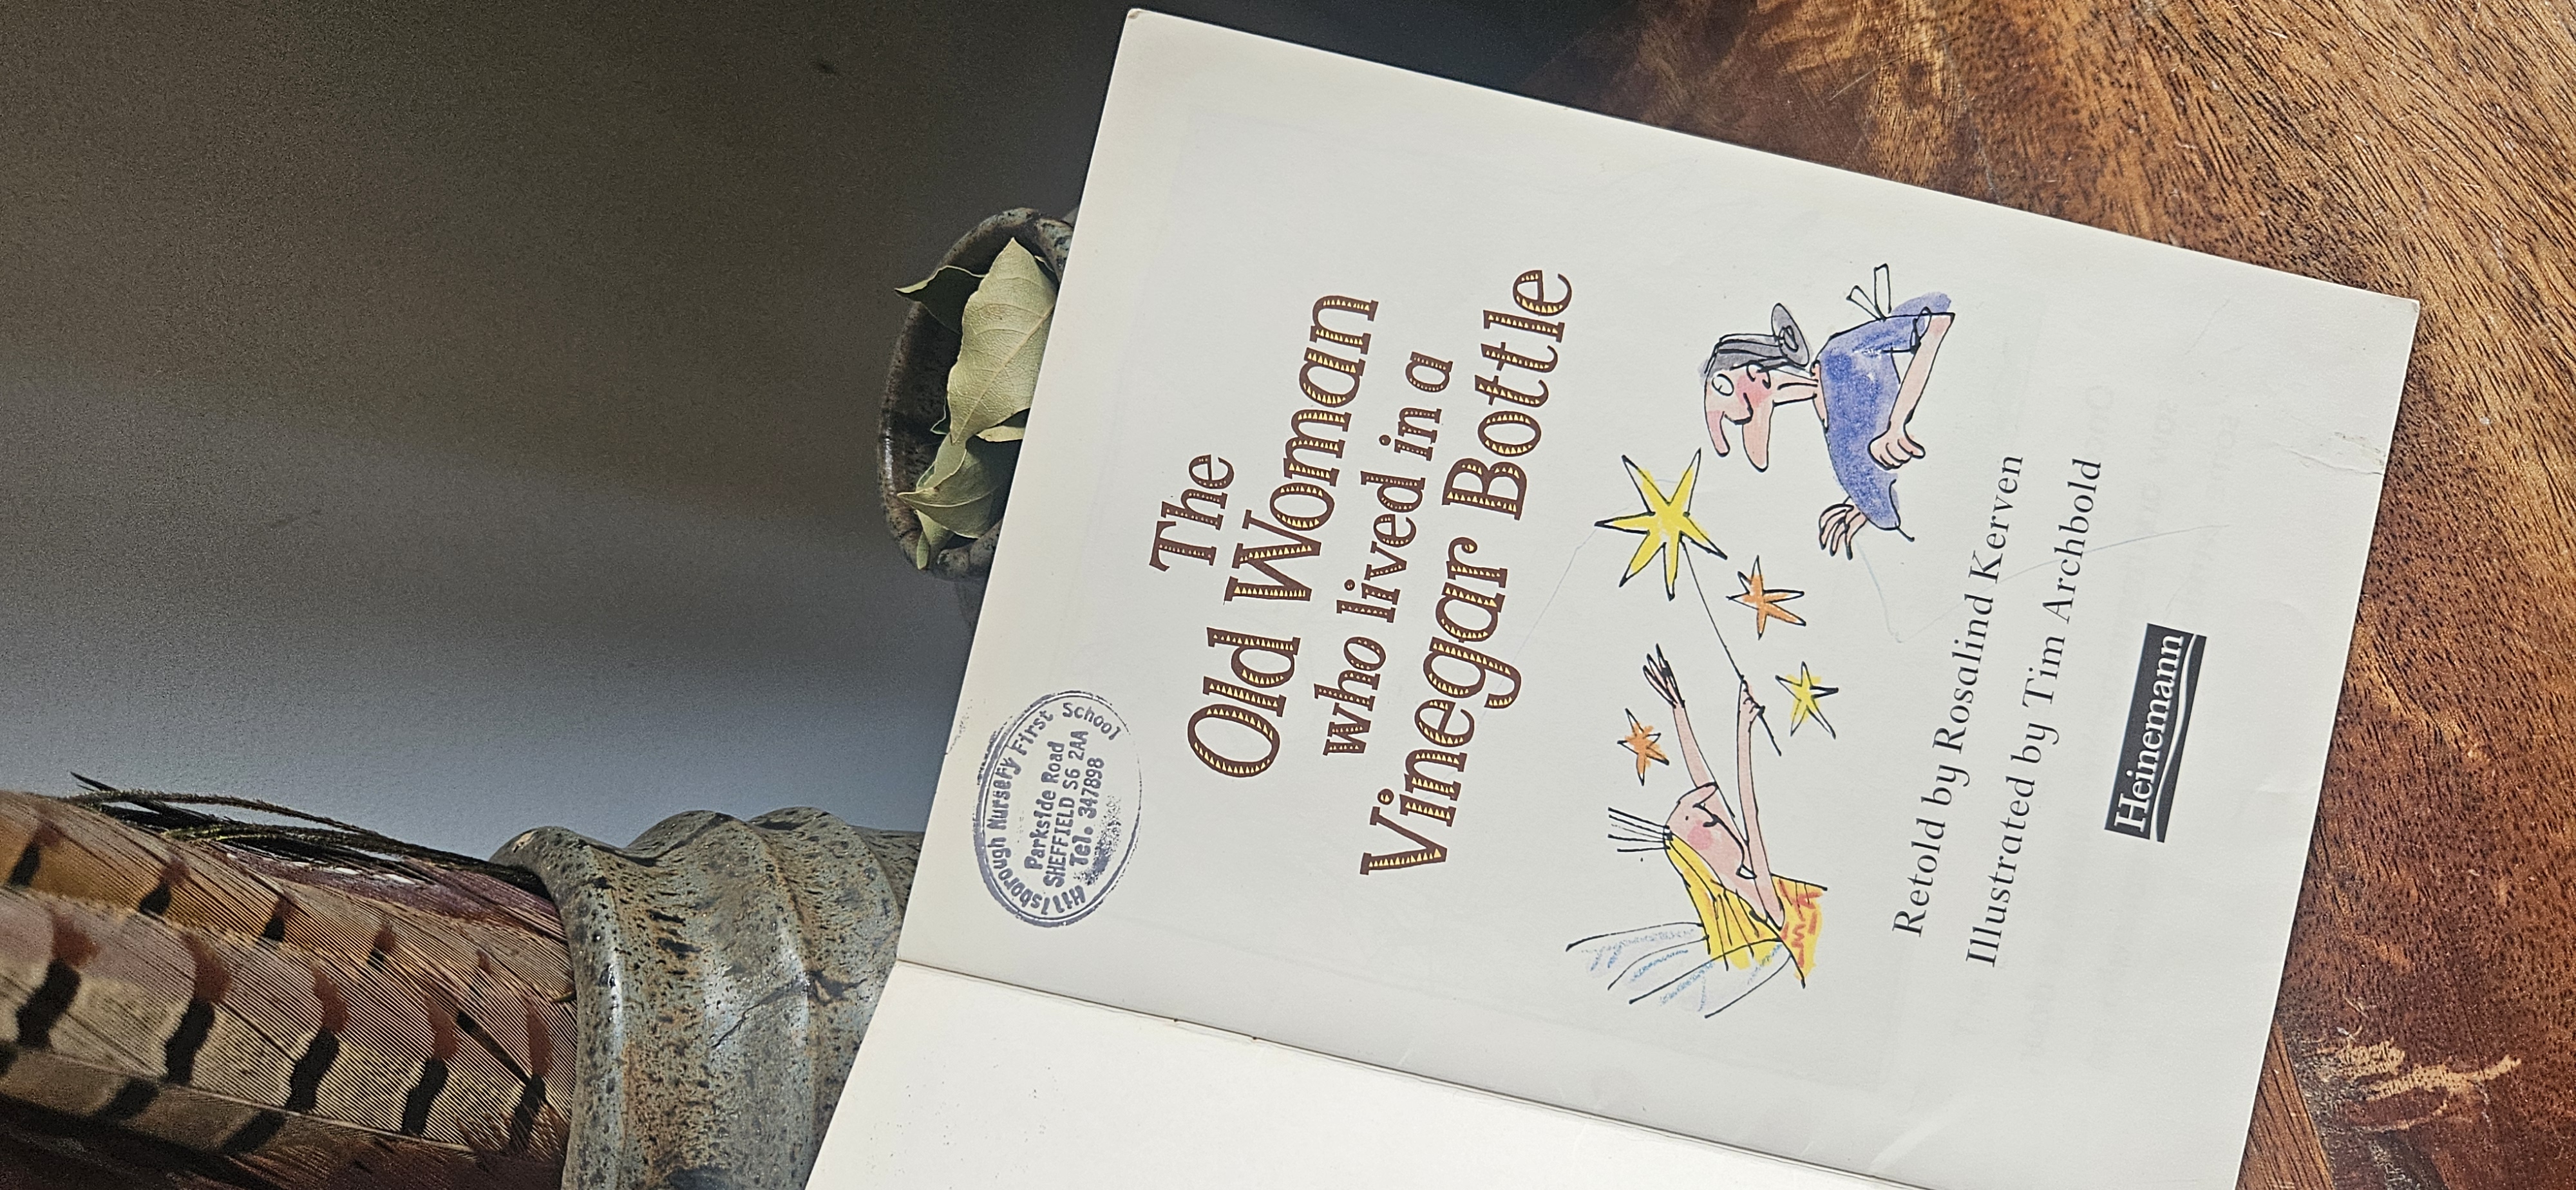 Hillsborough Nursery First School
Parkside Road
SHEFFIELD S6 2AA
Tel. 347898
The
Old Woman
who lived in a
Vinegar Bottle
Retold by Rosalind Kerven
Illustrated by Tim Archbold
Heinemann